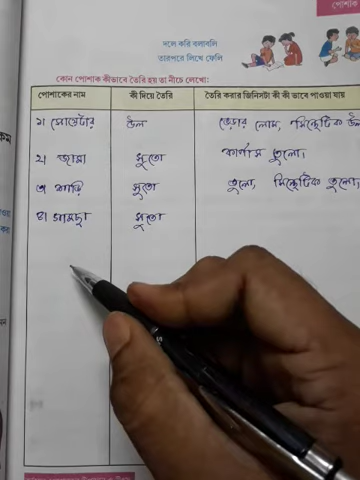 পোশাক
দলে করি বলাবলি
তারপরে লিখে ফেলি
কোন পোশাক কীভাবে তৈরি হয় তা নীচে লেখো:
পোশাকের নাম কী দিয়ে তৈরি তৈরি করার জিনিসটা কী কী ভাবে পাওয়া যায়
১। সোয়েটার উল ভেড়ার লোম, সিন্থেটিক উল
২। জামা সুতো কার্পাস তুলো,
৩। শাড়ি সুতো তুলো, সিন্থেটিক তুলো,
৪। গামছা সুতো